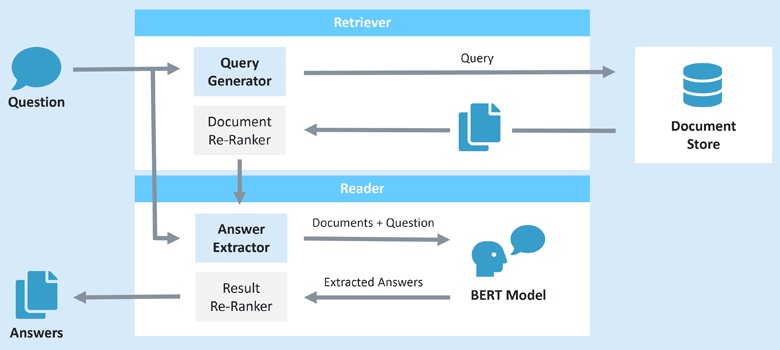 Retriever
Question
Query
Generator
Query
Document
Re-Ranker
Document
Store
Reader
Answer
Extractor
Documents + Question
BERT Model
Result
Re-Ranker
Extracted Answers
Answers